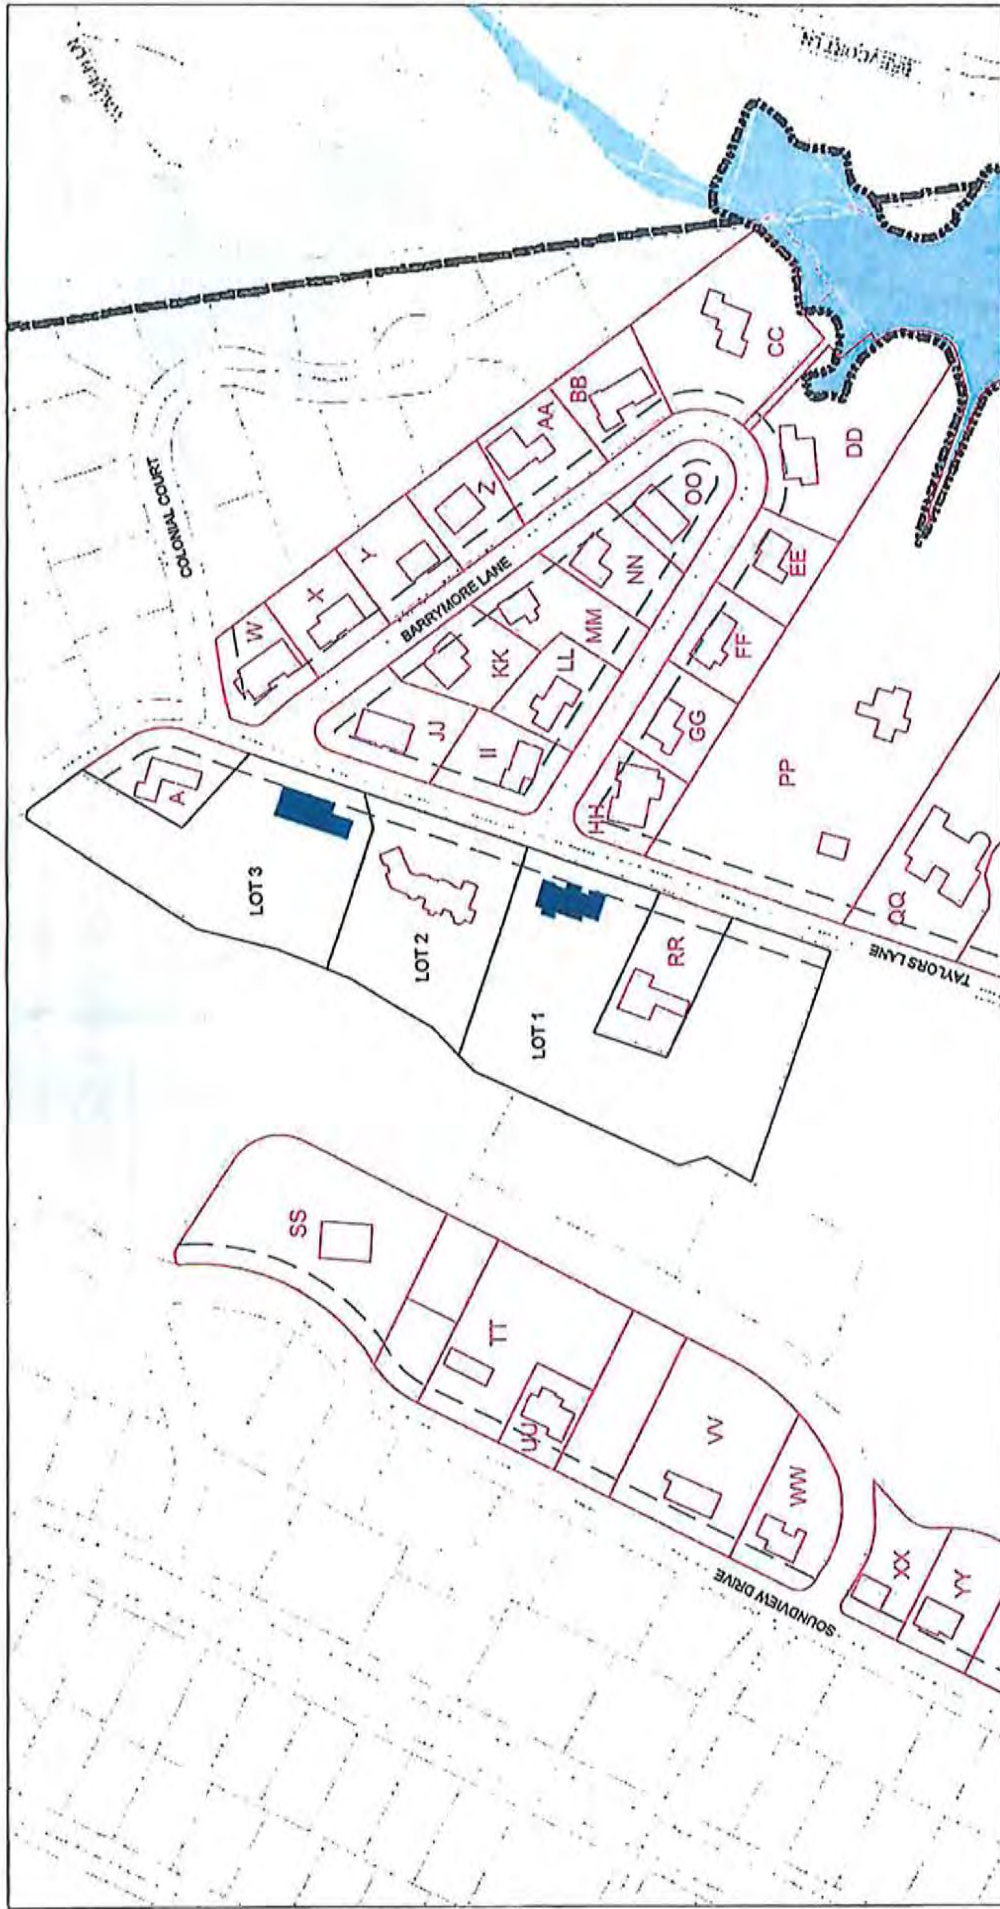 COLONIAL COURT
W
X
Y
Z
AA
BB
CC
BARRYMORE LANE
A
JJ
KK
LL
MM
NN
OO
II
DD
EE
FF
GG
HH
PP
QQ
LOT 3
LOT 2
LOT 1
RR
TAYLORS LANE
SS
TT
UU
VV
WW
SOUNDVIEW DRIVE
XX
YY